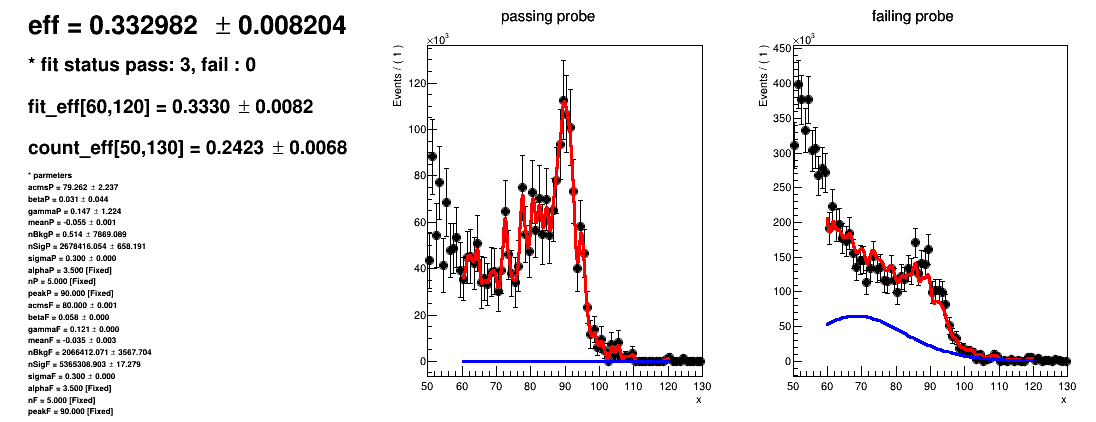 eff = 0.332982 ± 0.008204
* fit status pass: 3, fail : 0
fit_eff[60,120] = 0.3330 ± 0.0082
count_eff[50,130] = 0.2423 ± 0.0068
* parmeters
acmsP = 79.262 ± 2.237
betaP = 0.031 ± 0.044
gammaP = 0.147 ± 1.224
meanP = -0.055 ± 0.001
nBkgP = 0.514 ± 7869.089
nSigP = 2678416.054 ± 658.191
sigmaP = 0.300 ± 0.000
alphaP = 3.500 [Fixed]
nP = 5.000 [Fixed]
peakP = 90.000 [Fixed]
acmsF = 80.000 ± 0.001
betaF = 0.058 ± 0.000
gammaF = 0.121 ± 0.000
meanF = -0.035 ± 0.003
nBkgF = 2066412.071 ± 3567.704
nSigF = 5365308.903 ± 17.279
sigmaF = 0.300 ± 0.000
alphaF = 3.500 [Fixed]
nF = 5.000 [Fixed]
peakF = 90.000 [Fixed]
passing probe
×10³
Events / ( 1 )
120
100
80
60
40
20
0
50 60 70 80 90 100 110 120 130
x
failing probe
×10³
Events / ( 1 )
450
400
350
300
250
200
150
100
50
0
50 60 70 80 90 100 110 120 130
x